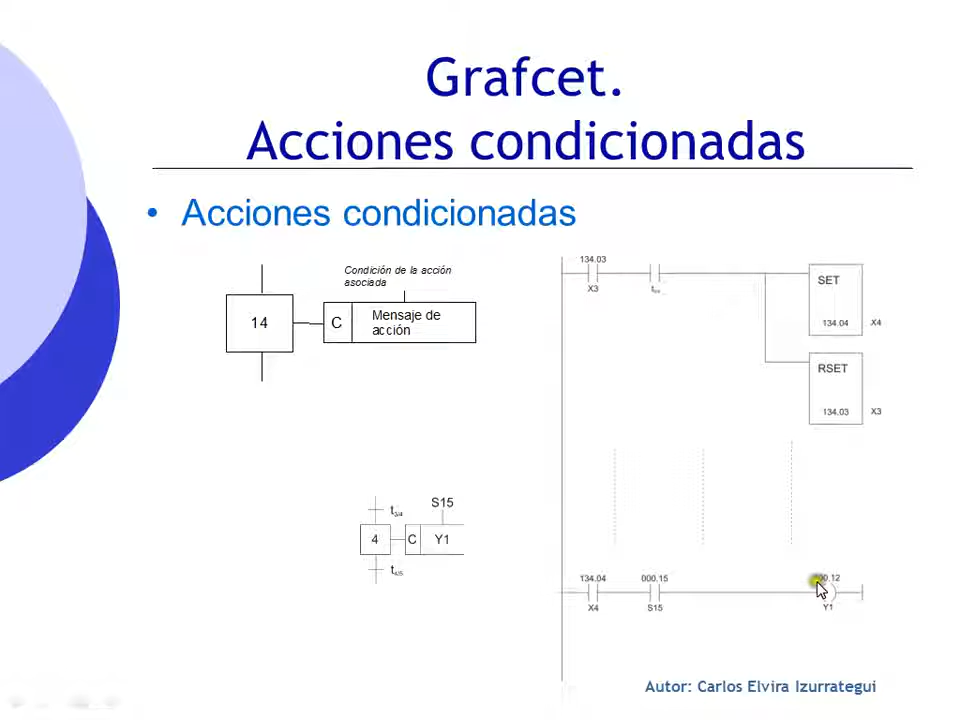 Grafcet.
Acciones condicionadas
• Acciones condicionadas
Condición de la acción
asociada
14
C
Mensaje de
acción
134.03
X3
SET
134.04
X4
RSET
134.03
X3
S15
4
C
Y1
134.04
000.15
X4
S15
Y1
Autor: Carlos Elvira Izurrategui